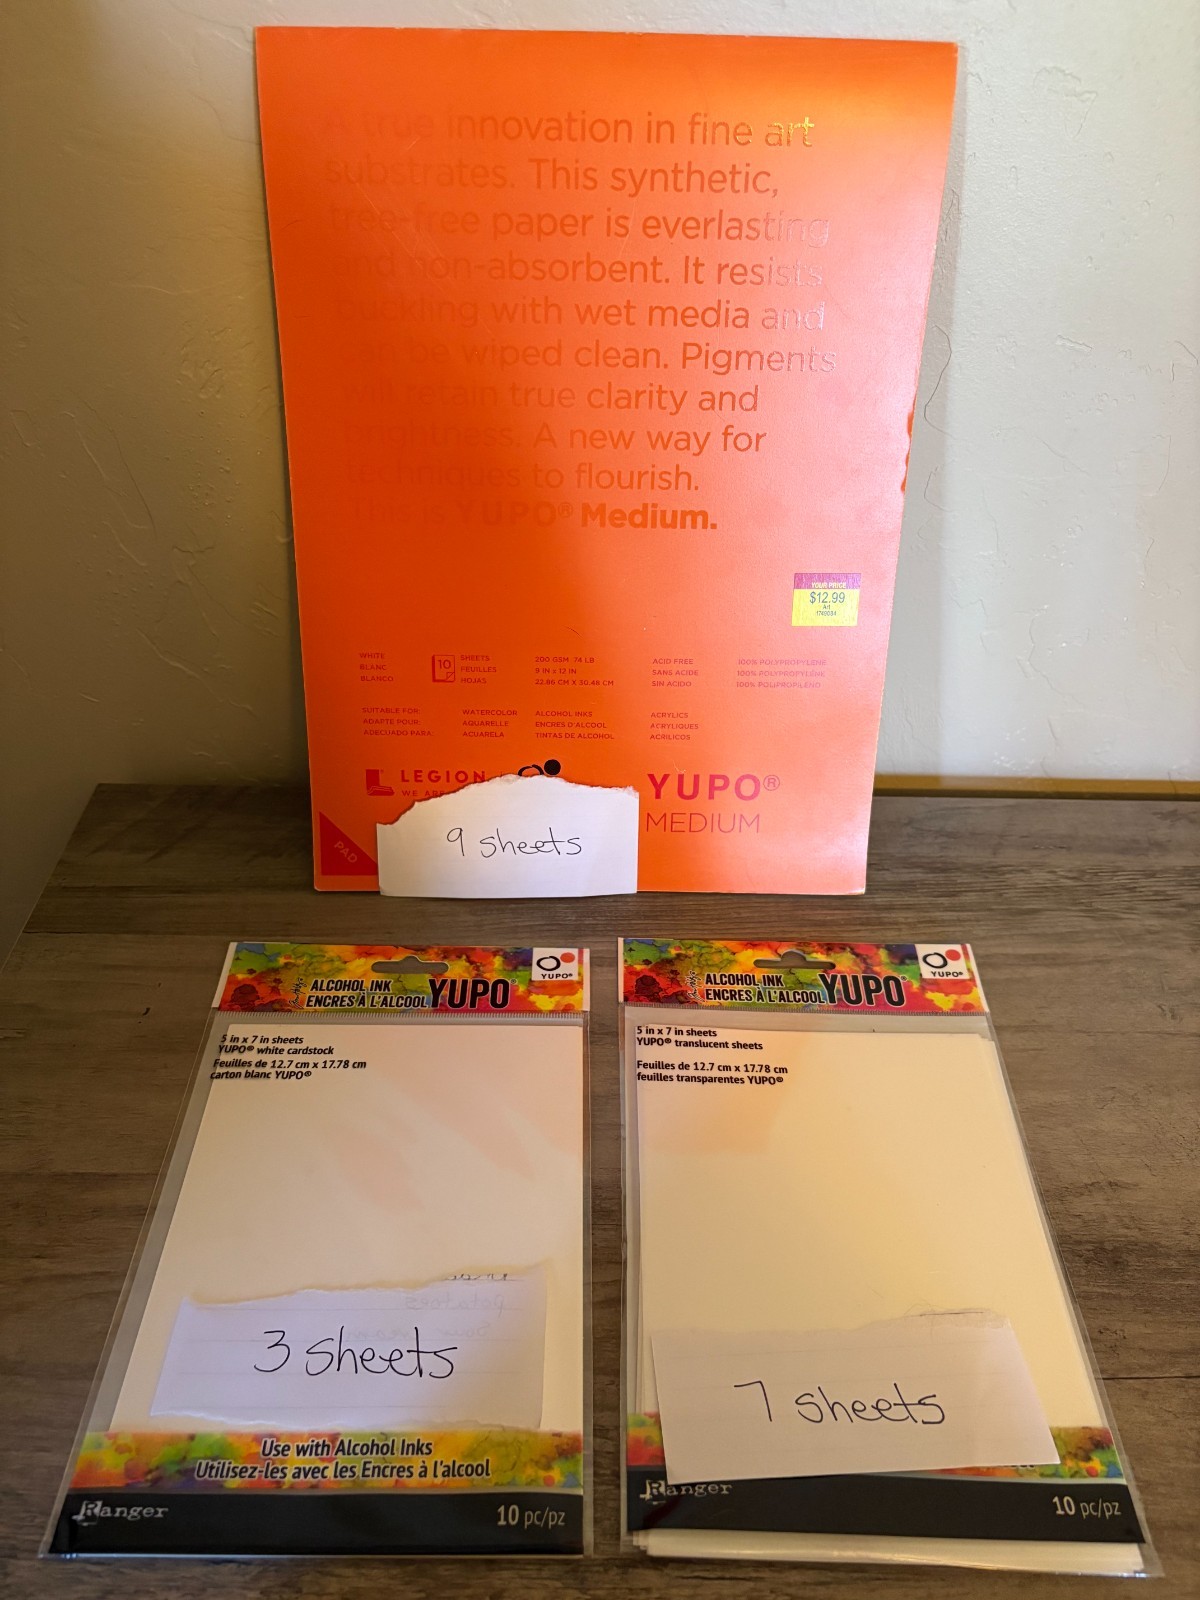 A true innovation in fine art
substrates. This synthetic,
tree-free paper is everlasting
and non-absorbent. It resists
buckling with wet media and
can be wiped clean. Pigments
will retain true clarity and
brightness. A new way for
techniques to flourish.
This is YUPO® Medium.
YOUR PRICE
$12.99
Art
WHITE
BLANC
BLANCO
10
SHEETS
FEUILLES
HOJAS
200 GSM 74 LB
9 IN x 12 IN
22.86 CM X 30.48 CM
ACID FREE
SANS ACIDE
SIN ACIDO
100% POLYPROPYLENE
100% POLYPROPYLÈNE
100% POLIPROPILENO
SUITABLE FOR:
ADAPTE POUR:
ADECUADO PARA:
WATERCOLOR
AQUARELLE
ACUARELA
ALCOHOL INKS
ENCRES D'ALCOOL
TINTAS DE ALCOHOL
ACRYLICS
ACRYLIQUES
ACRILICOS
LEGION
WE ARE
YUPO®
MEDIUM
PAD
9 sheets
ALCOHOL INK
ENCRES À L'ALCOOL YUPO®
YUPO®
5 in x 7 in sheets
YUPO® white cardstock
Feuilles de 12.7 cm x 17.78 cm
carton blanc YUPO®
3 sheets
Use with Alcohol Inks
Utilisez-les avec les Encres à l'alcool
Ranger
10 pc/pz
ALCOHOL INK
ENCRES À L'ALCOOL YUPO®
YUPO®
5 in x 7 in sheets
YUPO® translucent sheets
Feuilles de 12.7 cm x 17.78 cm
feuilles transparentes YUPO®
7 sheets
Ranger
10 pc/pz